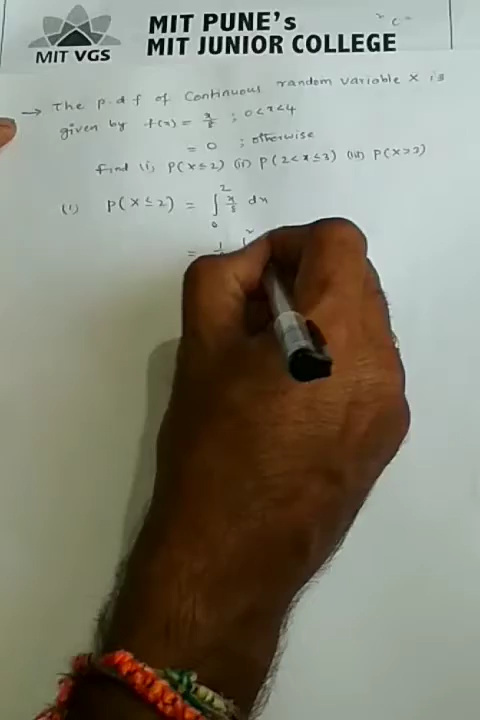 MIT PUNE's
MIT JUNIOR COLLEGE
MIT VGS
→ The p.d.f of Continuous random variable X is
given by f(x) = x/8 ; 0<x<4
= 0 ; otherwise
Find (i) P(X≤2) (ii) P(2<x≤3) (iii) P(X>3)
(i) P(X≤2) = ∫₀² x/8 dx
=